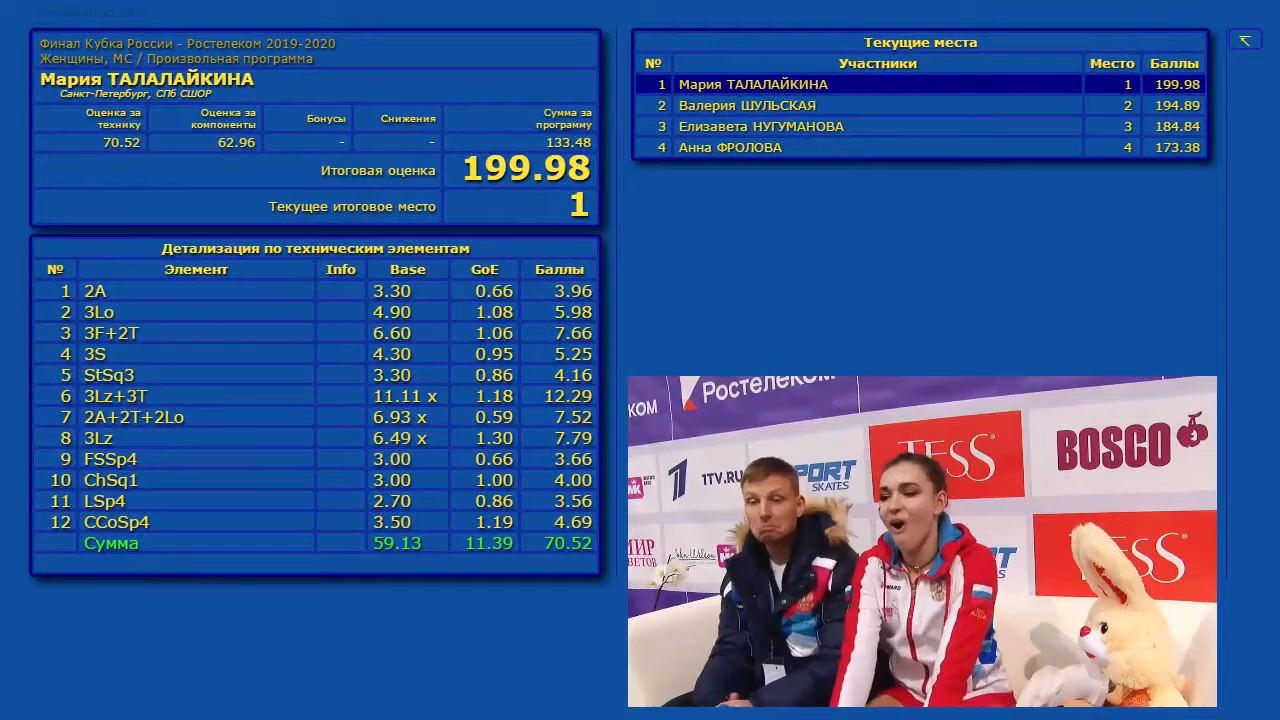 Финал Кубка России - Ростелеком 2019-2020
Женщины, МС / Произвольная программа
Мария ТАЛАЛАЙКИНА
Санкт-Петербург, СПб СШОР
Оценка за технику Оценка за компоненты Бонусы Снижения Сумма за программу
70.52 62.96 - - 133.48
Итоговая оценка 199.98
Текущее итоговое место 1
Детализация по техническим элементам
№ Элемент Info Base GoE Баллы
1 2A 3.30 0.66 3.96
2 3Lo 4.90 1.08 5.98
3 3F+2T 6.60 1.06 7.66
4 3S 4.30 0.95 5.25
5 StSq3 3.30 0.86 4.16
6 3Lz+3T 11.11 x 1.18 12.29
7 2A+2T+2Lo 6.93 x 0.59 7.52
8 3Lz 6.49 x 1.30 7.79
9 FSSp4 3.00 0.66 3.66
10 ChSq1 3.00 1.00 4.00
11 LSp4 2.70 0.86 3.56
12 CCoSp4 3.50 1.19 4.69
Сумма 59.13 11.39 70.52
Текущие места
№ Участники Место Баллы
1 Мария ТАЛАЛАЙКИНА 1 199.98
2 Валерия ШУЛЬСКАЯ 2 194.89
3 Елизавета НУГУМАНОВА 3 184.84
4 Анна ФРОЛОВА 4 173.38
Ростелеком
КОМ
TESS
BOSCO
1TV.RU
SPORT
SKATES
МК
МИР
John Wilson
TESS